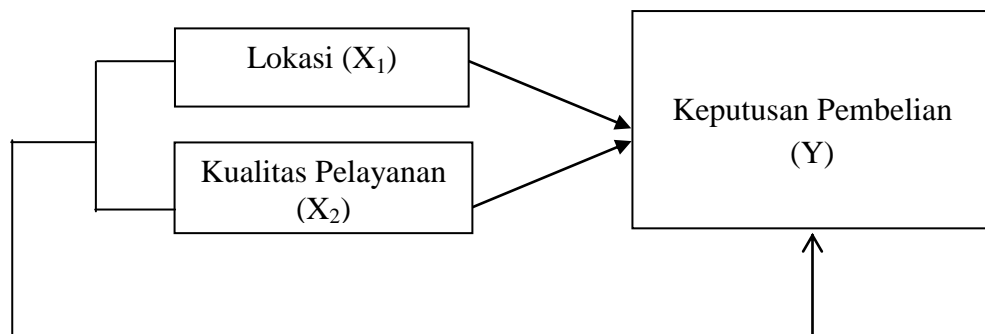 Lokasi (X₁)
Kualitas Pelayanan
(X₂)
Keputusan Pembelian
(Y)